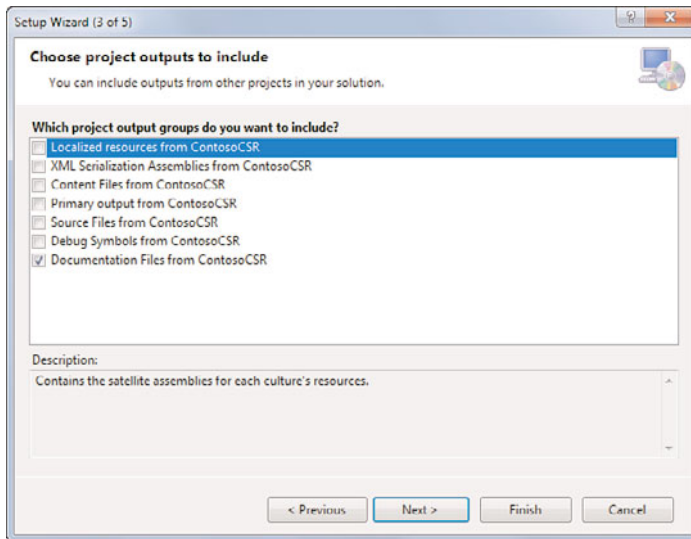 Setup Wizard (3 of 5)
Choose project outputs to include
You can include outputs from other projects in your solution.
Which project output groups do you want to include?
Localized resources from ContosoCSR
XML Serialization Assemblies from ContosoCSR
Content Files from ContosoCSR
Primary output from ContosoCSR
Source Files from ContosoCSR
Debug Symbols from ContosoCSR
Documentation Files from ContosoCSR
Description:
Contains the satellite assemblies for each culture's resources.
< Previous
Next >
Finish
Cancel